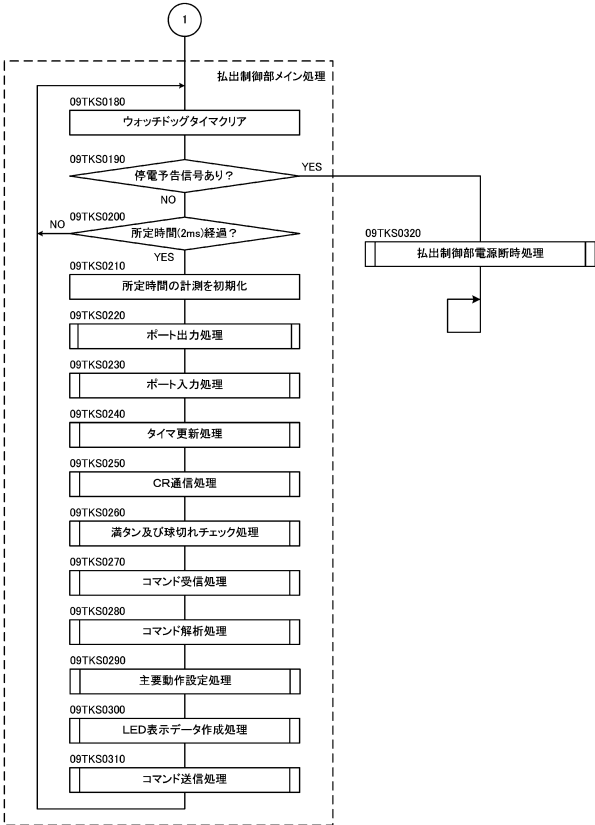 1
払出制御部メイン処理
09TKS0180
ウォッチドッグタイマクリア
09TKS0190
停電予告信号あり？
YES
NO
09TKS0200
所定時間(2ms)経過？
NO
YES
09TKS0320
払出制御部電源断時処理
09TKS0210
所定時間の計測を初期化
09TKS0220
ポート出力処理
09TKS0230
ポート入力処理
09TKS0240
タイマ更新処理
09TKS0250
CR通信処理
09TKS0260
満タン及び球切れチェック処理
09TKS0270
コマンド受信処理
09TKS0280
コマンド解析処理
09TKS0290
主要動作設定処理
09TKS0300
LED表示データ作成処理
09TKS0310
コマンド送信処理